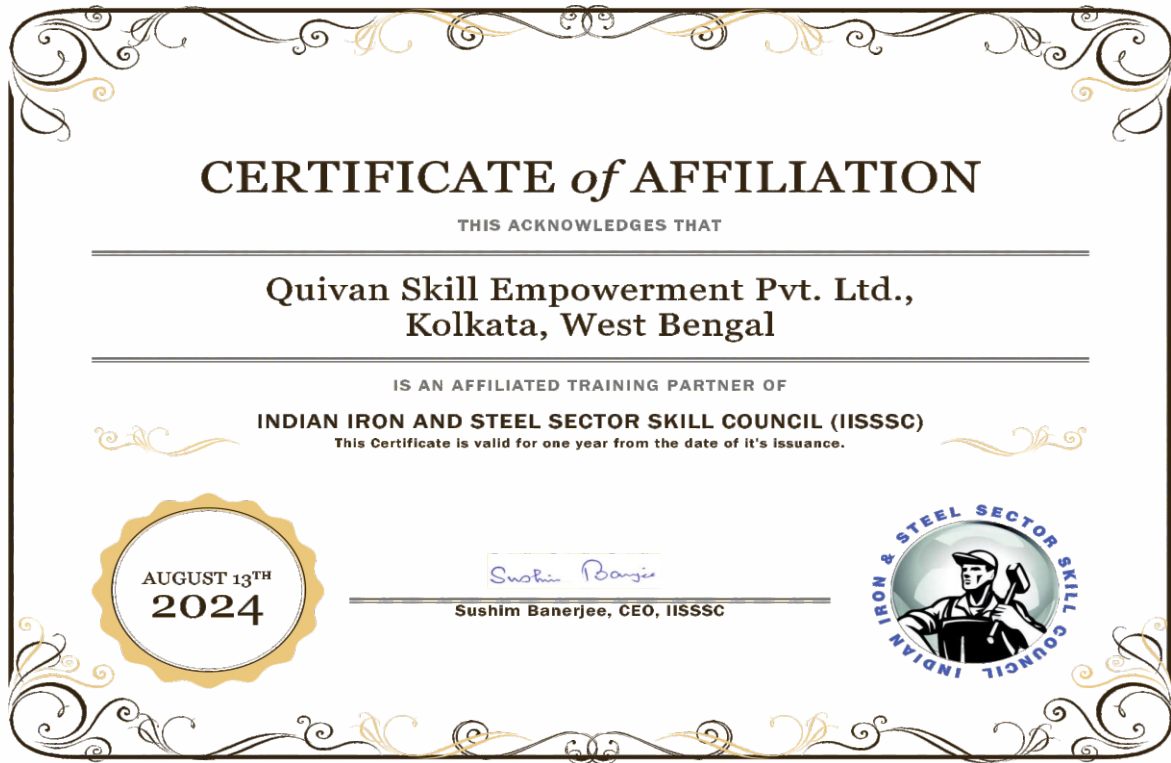 CERTIFICATE of AFFILIATION
THIS ACKNOWLEDGES THAT
Quivan Skill Empowerment Pvt. Ltd.,
Kolkata, West Bengal
IS AN AFFILIATED TRAINING PARTNER OF
INDIAN IRON AND STEEL SECTOR SKILL COUNCIL (IISSSC)
This Certificate is valid for one year from the date of it's issuance.
AUGUST 13TH
2024
Sushim Banerjee
Sushim Banerjee, CEO, IISSSC
INDIAN IRON & STEEL SECTOR SKILL COUNCIL